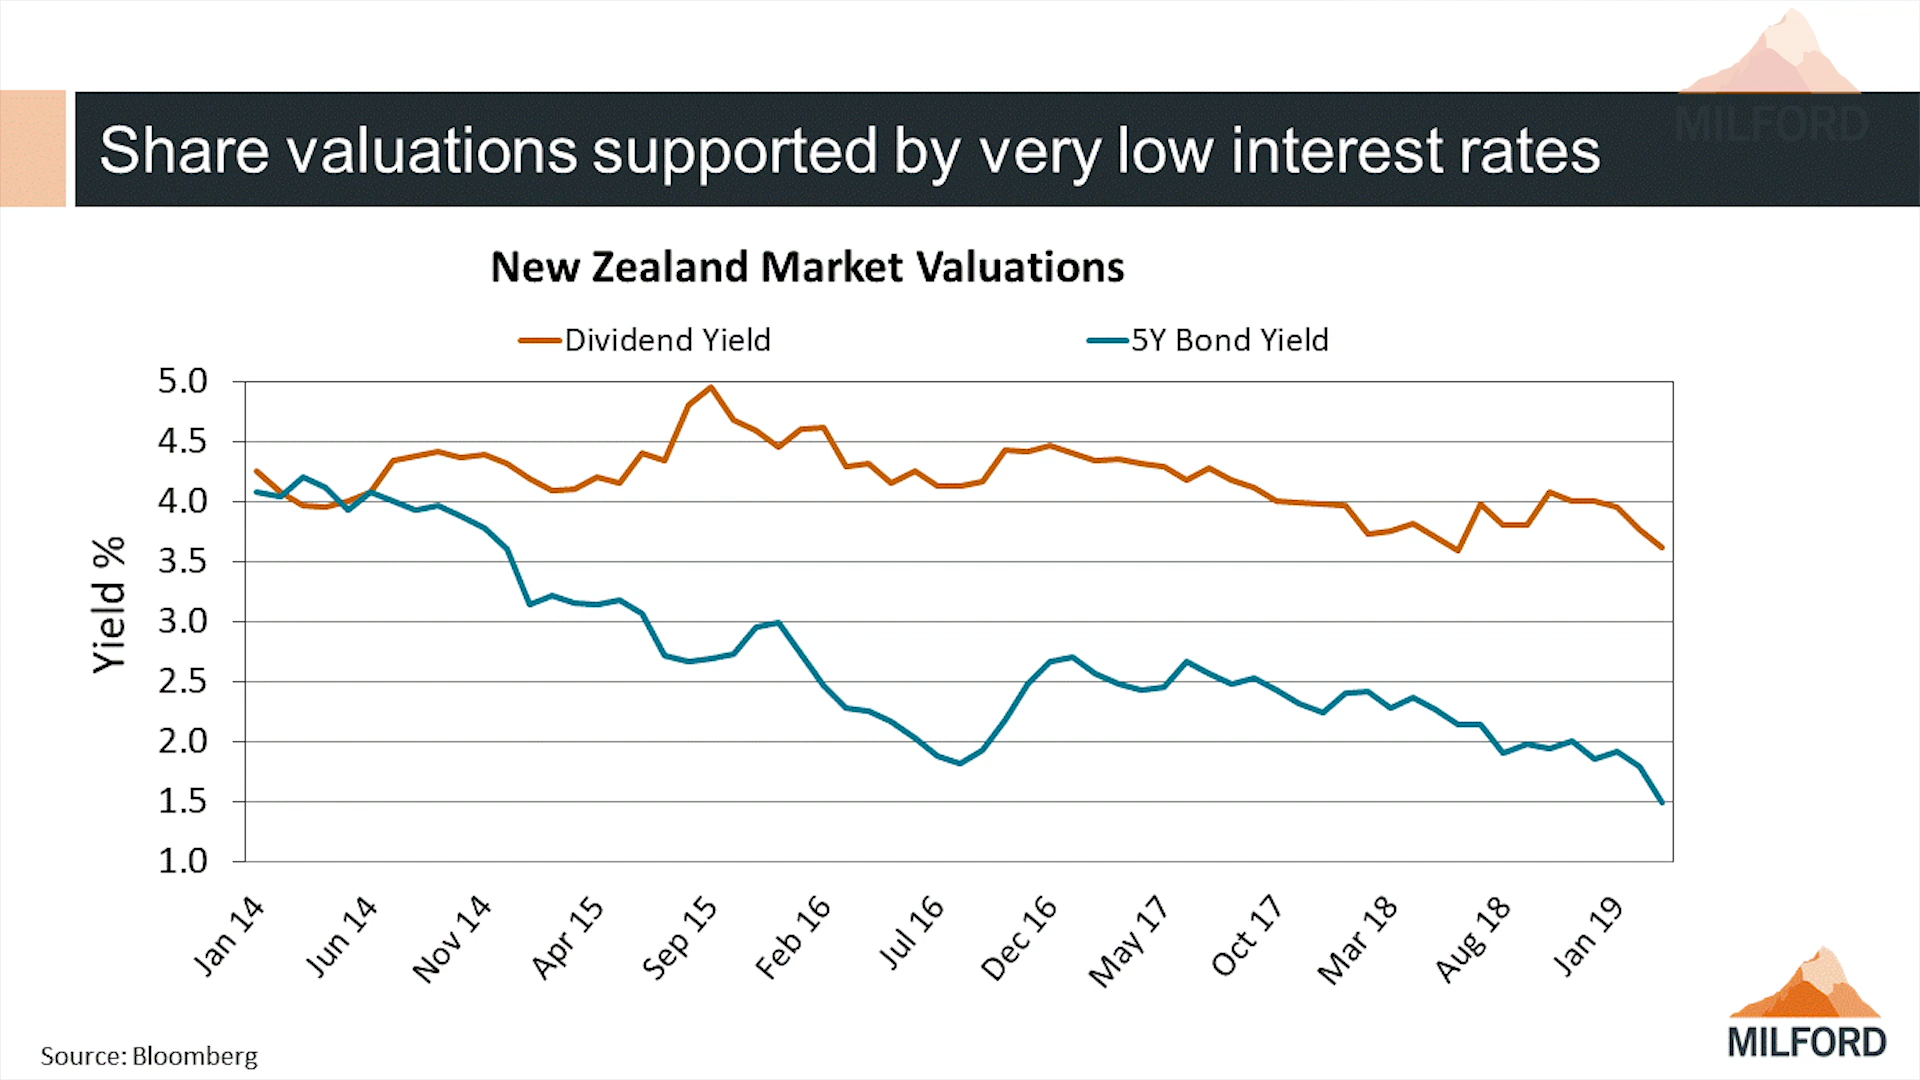 MILFORD
Share valuations supported by very low interest rates
New Zealand Market Valuations
Dividend Yield
5Y Bond Yield
Yield %
5.0
4.5
4.0
3.5
3.0
2.5
2.0
1.5
1.0
Jan 14
Jun 14
Nov 14
Apr 15
Sep 15
Feb 16
Jul 16
Dec 16
May 17
Oct 17
Mar 18
Aug 18
Jan 19
MILFORD
Source: Bloomberg